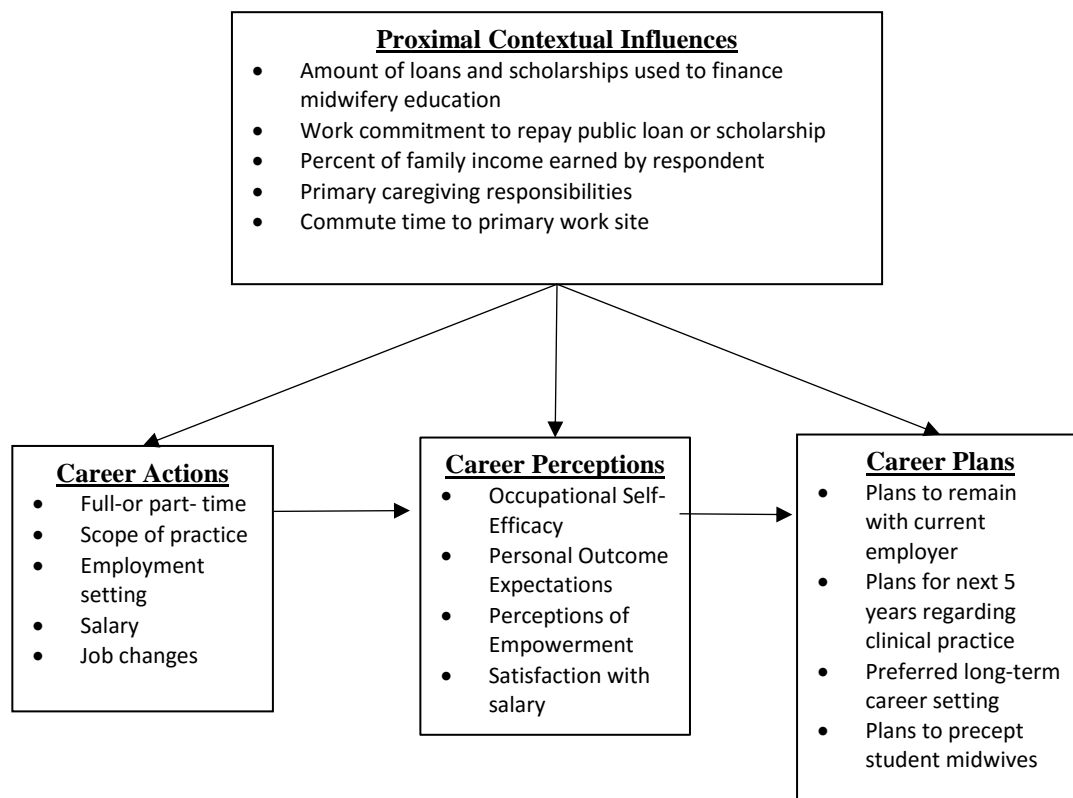 Proximal Contextual Influences
• Amount of loans and scholarships used to finance
midwifery education
• Work commitment to repay public loan or scholarship
• Percent of family income earned by respondent
• Primary caregiving responsibilities
• Commute time to primary work site
Career Actions
• Full-or part- time
• Scope of practice
• Employment
setting
• Salary
• Job changes
Career Perceptions
• Occupational Self-
Efficacy
• Personal Outcome
Expectations
• Perceptions of
Empowerment
• Satisfaction with
salary
Career Plans
• Plans to remain
with current
employer
• Plans for next 5
years regarding
clinical practice
• Preferred long-term
career setting
• Plans to precept
student midwives